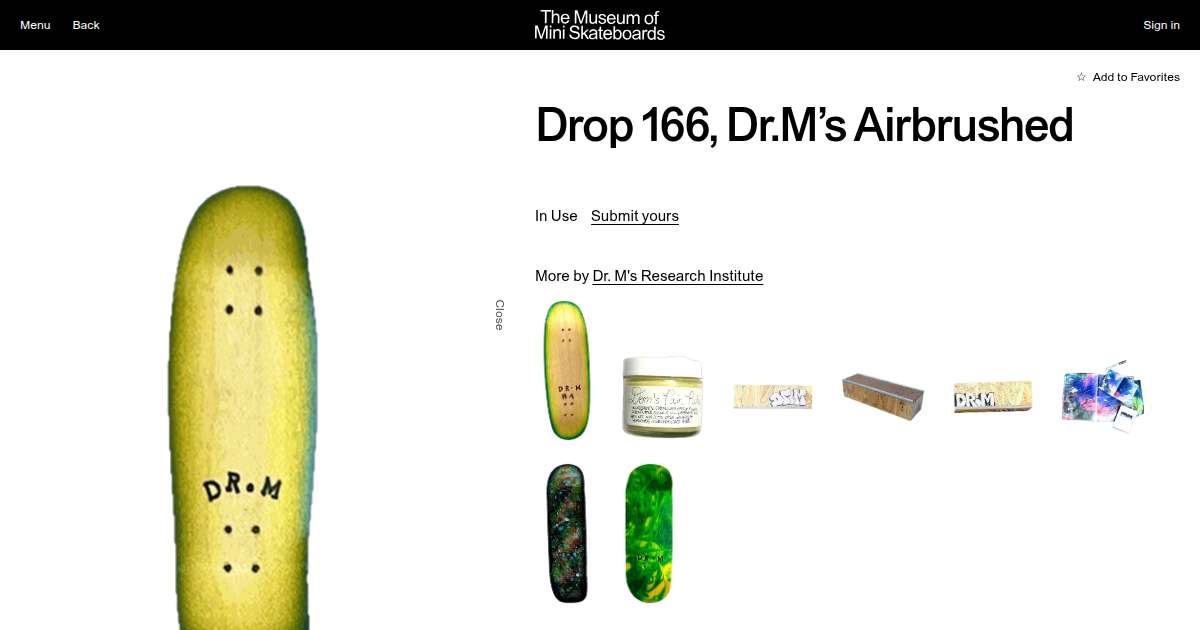 Menu
Back
The Museum of
Mini Skateboards
Sign in
☆ Add to Favorites
Drop 166, Dr.M’s Airbrushed
In Use Submit yours
More by Dr. M's Research Institute
Close
DR.M
DR.M
DR.M
DR.M